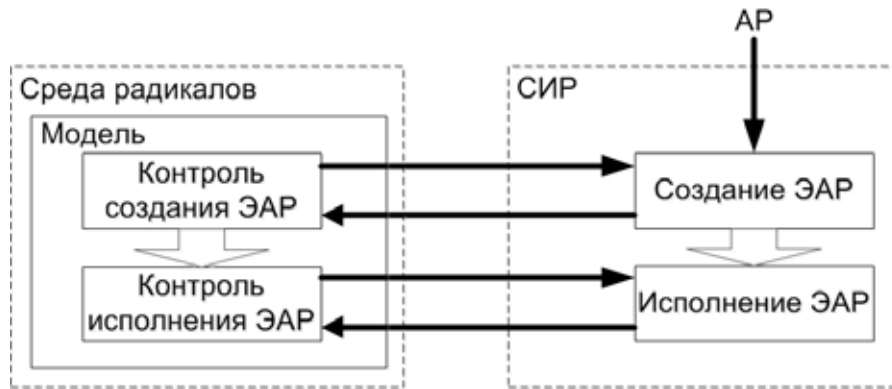 АР
Среда радикалов
СИР
Модель
Контроль
создания ЭАР
Создание ЭАР
Контроль
исполнения ЭАР
Исполнение ЭАР